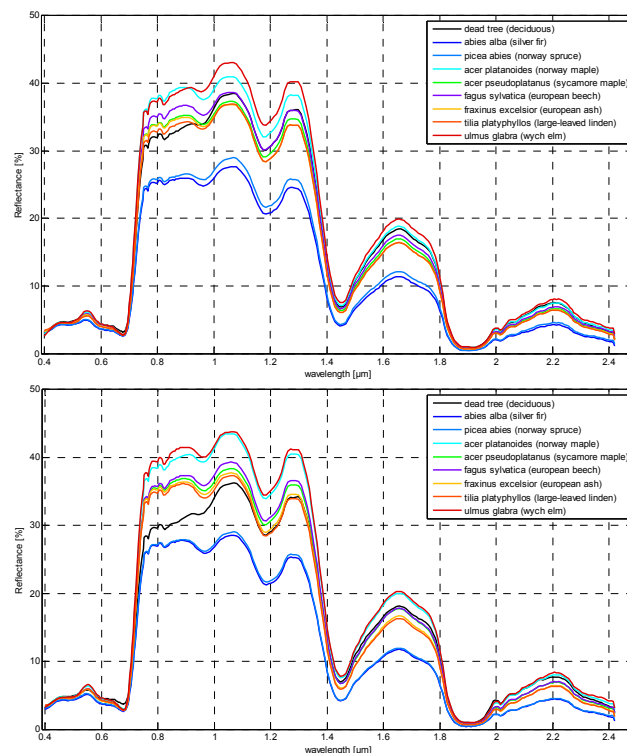 50
40
30
20
10
0
Reflectance [%]
0.4 0.6 0.8 1 1.2 1.4 1.6 1.8 2 2.2 2.4
wavelength [µm]
dead tree (deciduous)
abies alba (silver fir)
picea abies (norway spruce)
acer platanoides (norway maple)
acer pseudoplatanus (sycamore maple)
fagus sylvatica (european beech)
fraxinus excelsior (european ash)
tilia platyphyllos (large-leaved linden)
ulmus glabra (wych elm)
50
40
30
20
10
0
Reflectance [%]
0.4 0.6 0.8 1 1.2 1.4 1.6 1.8 2 2.2 2.4
wavelength [µm]
dead tree (deciduous)
abies alba (silver fir)
picea abies (norway spruce)
acer platanoides (norway maple)
acer pseudoplatanus (sycamore maple)
fagus sylvatica (european beech)
fraxinus excelsior (european ash)
tilia platyphyllos (large-leaved linden)
ulmus glabra (wych elm)